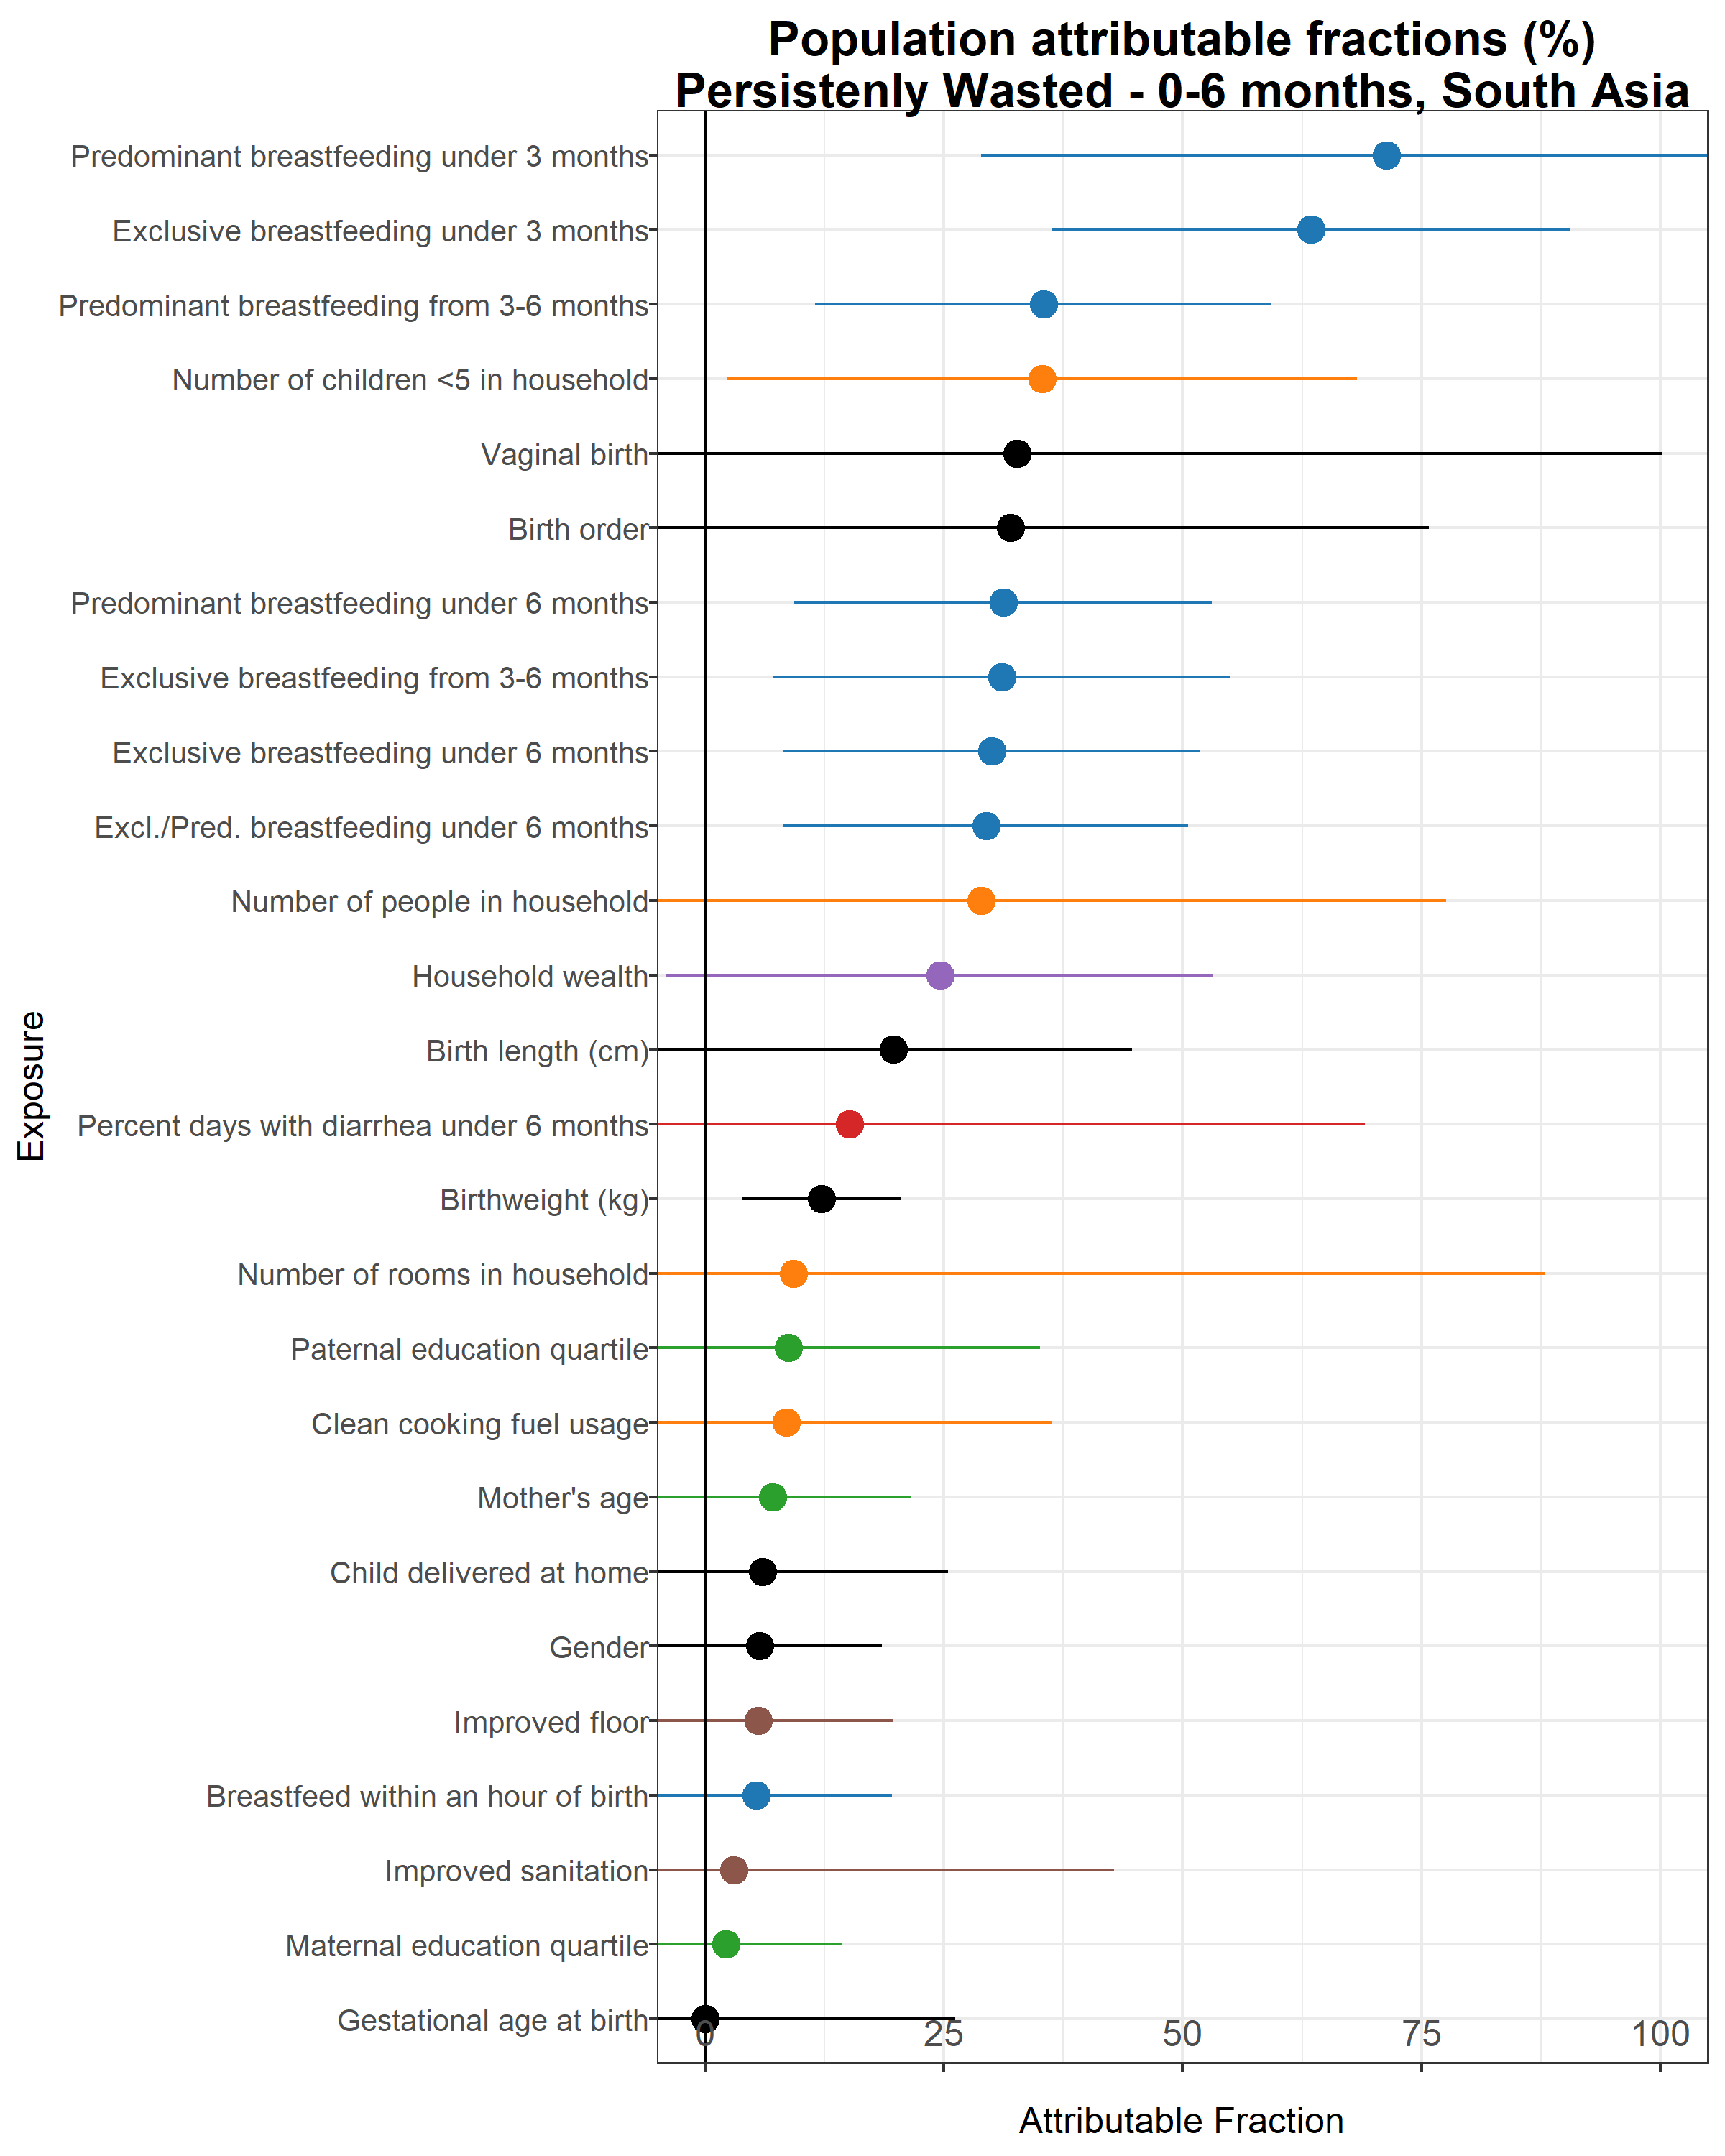 Population attributable fractions (%)
Persistenly Wasted - 0-6 months, South Asia
Predominant breastfeeding under 3 months
Exclusive breastfeeding under 3 months
Predominant breastfeeding from 3-6 months
Number of children <5 in household
Vaginal birth
Birth order
Predominant breastfeeding under 6 months
Exclusive breastfeeding from 3-6 months
Exclusive breastfeeding under 6 months
Excl./Pred. breastfeeding under 6 months
Number of people in household
Household wealth
Birth length (cm)
Percent days with diarrhea under 6 months
Birthweight (kg)
Number of rooms in household
Paternal education quartile
Clean cooking fuel usage
Mother's age
Child delivered at home
Gender
Improved floor
Breastfeed within an hour of birth
Improved sanitation
Maternal education quartile
Gestational age at birth
Exposure
0 25 50 75 100
Attributable Fraction